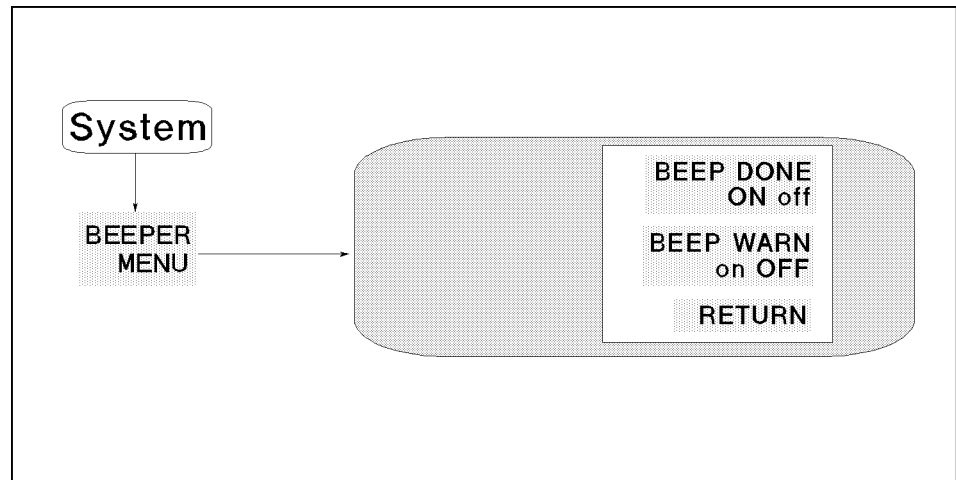 System
BEEPER
MENU
BEEP DONE
ON off
BEEP WARN
on OFF
RETURN